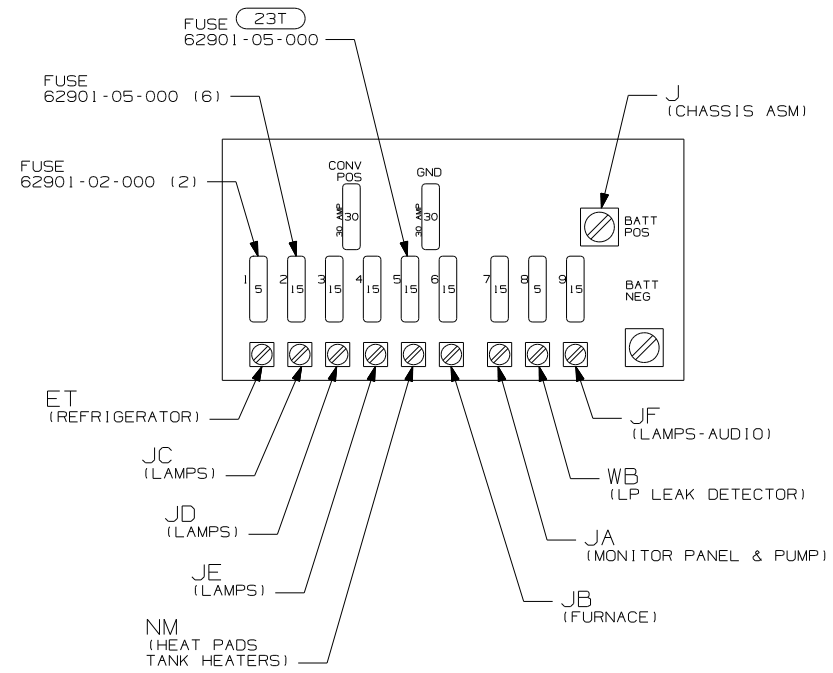 FUSE 23T
62901-05-000
FUSE
62901-05-000 (6)
J
(CHASSIS ASM)
FUSE
62901-02-000 (2)
CONV
POS
GND
30 AMP
30
30 AMP
30
BATT
POS
1 5
2 15
3 15
4 15
5 15
6 15
7 15
8 5
9 15
BATT
NEG
ET
(REFRIGERATOR)
JF
(LAMPS-AUDIO)
JC
(LAMPS)
WB
(LP LEAK DETECTOR)
JD
(LAMPS)
JA
(MONITOR PANEL & PUMP)
JE
(LAMPS)
JB
(FURNACE)
NM
(HEAT PADS
TANK HEATERS)